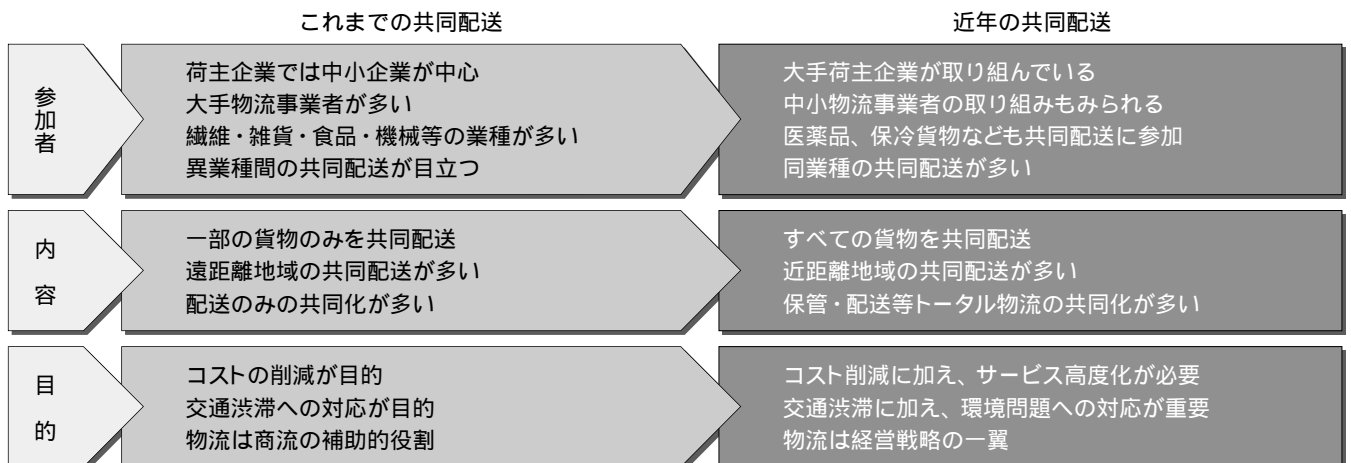 これまでの共同配送
近年の共同配送
参加者
荷主企業では中小企業が中心
大手物流事業者が多い
繊維・雑貨・食品・機械等の業種が多い
異業種間の共同配送が目立つ
大手荷主企業が取り組んでいる
中小物流事業者の取り組みもみられる
医薬品、保冷貨物なども共同配送に参加
同業種の共同配送が多い
内容
一部の貨物のみを共同配送
遠距離地域の共同配送が多い
配送のみの共同化が多い
すべての貨物を共同配送
近距離地域の共同配送が多い
保管・配送等トータル物流の共同化が多い
目的
コストの削減が目的
交通渋滞への対応が目的
物流は商流の補助的役割
コスト削減に加え、サービス高度化が必要
交通渋滞に加え、環境問題への対応が重要
物流は経営戦略の一翼